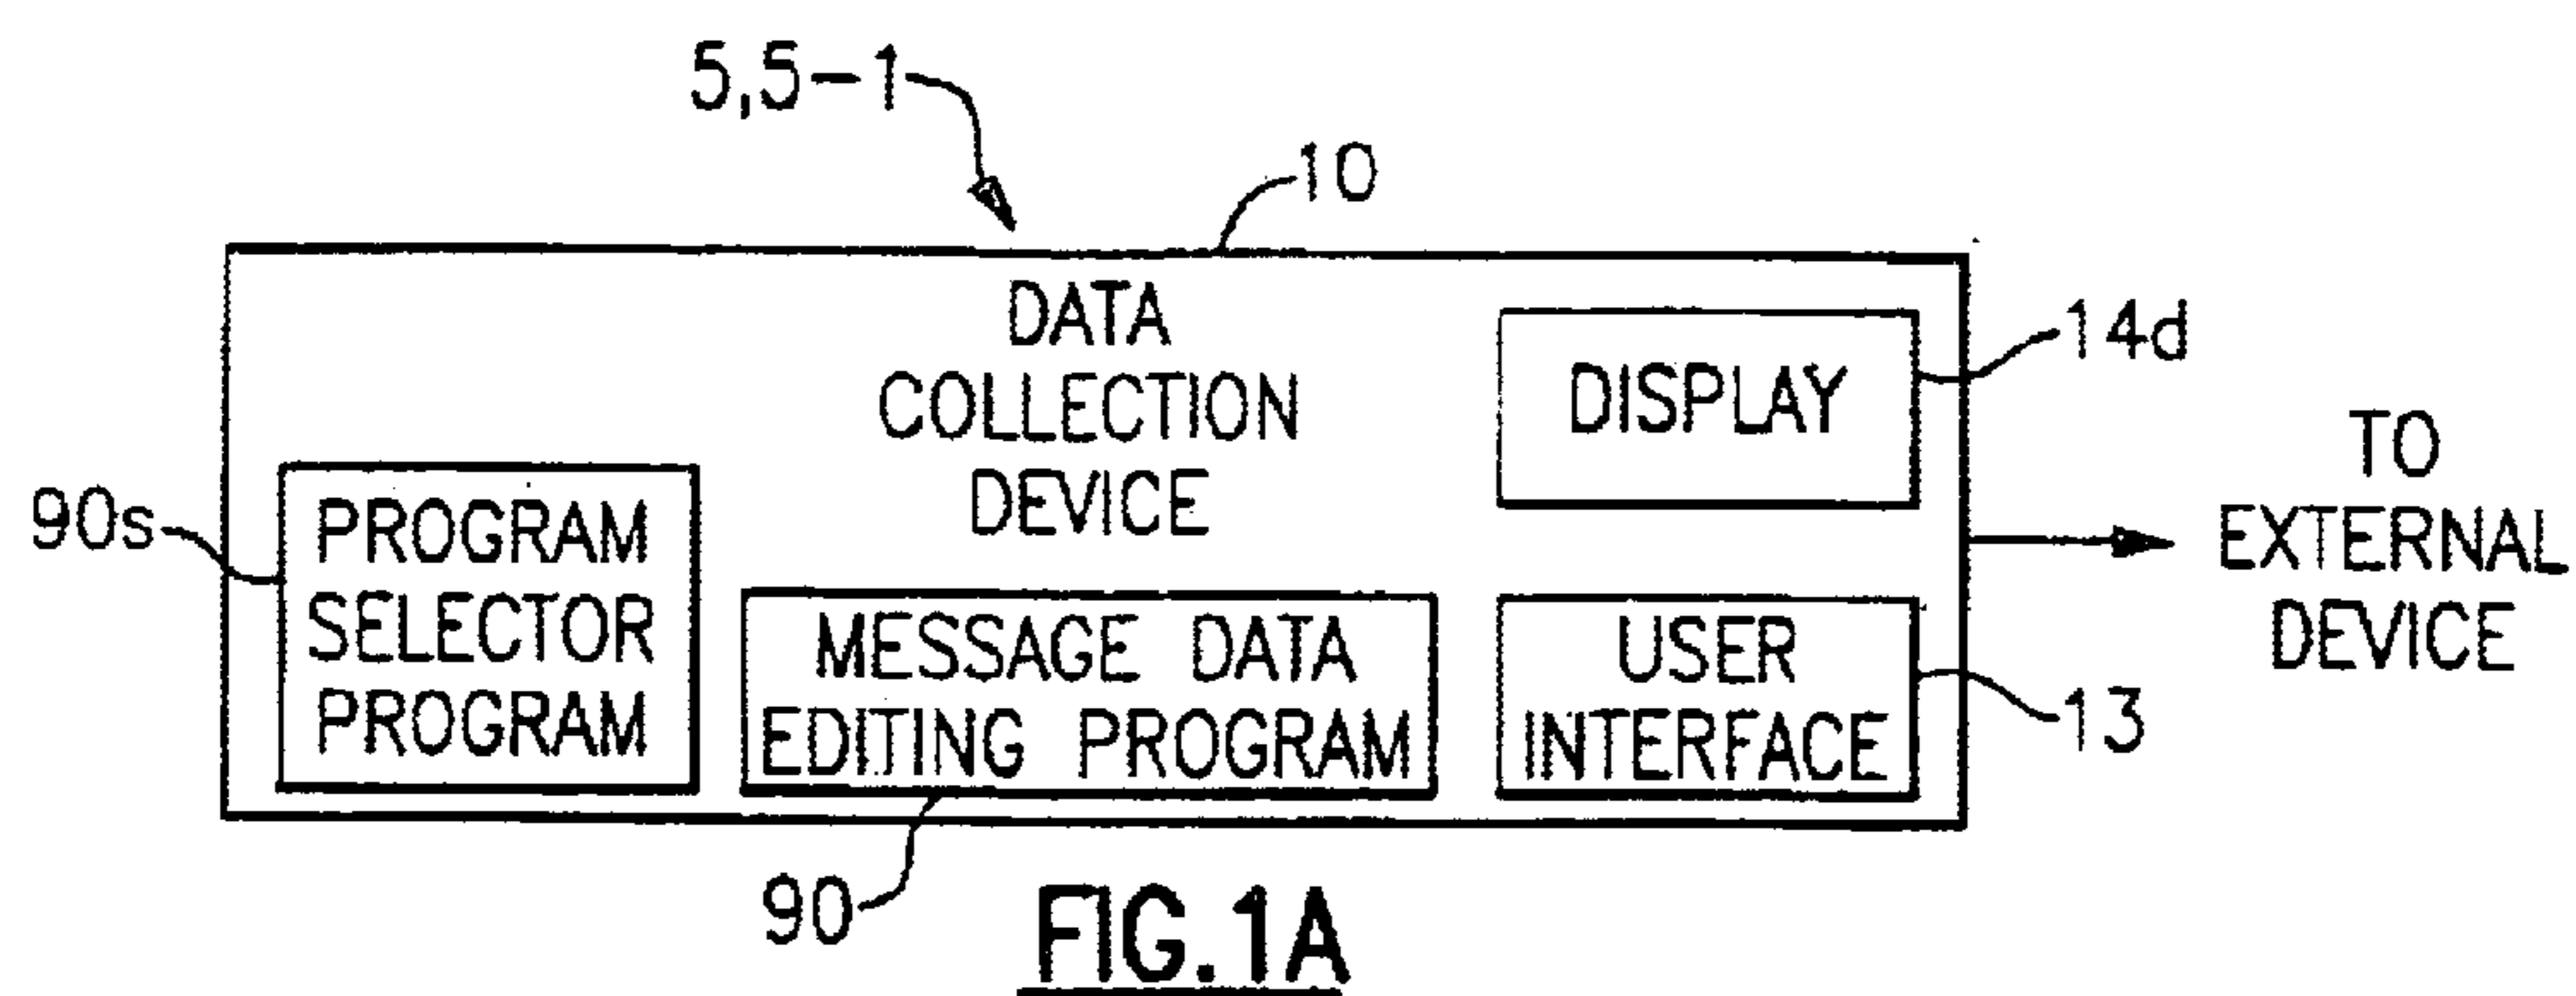 5,5-1
10
DATA
COLLECTION
DEVICE
DISPLAY
14d
TO
EXTERNAL
DEVICE
90s
PROGRAM
SELECTOR
PROGRAM
MESSAGE DATA
EDITING PROGRAM
USER
INTERFACE
13
90
FIG.1A